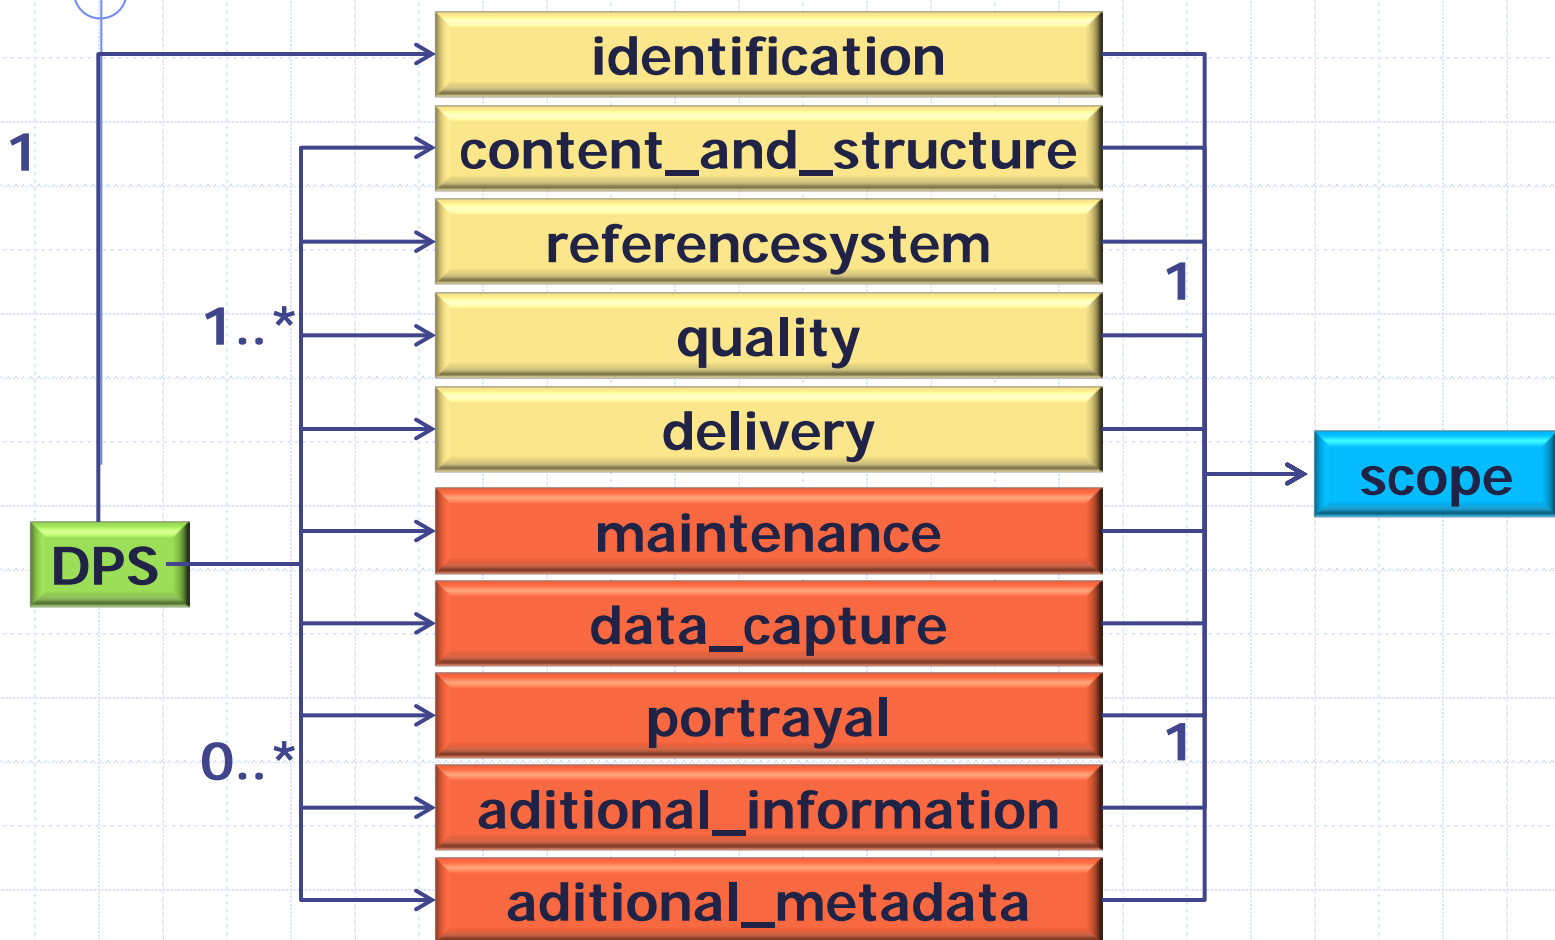 identification
1
content_and_structure
referencesystem
1
1..*
quality
delivery
scope
maintenance
DPS
data_capture
portrayal
1
0..*
aditional_information
aditional_metadata